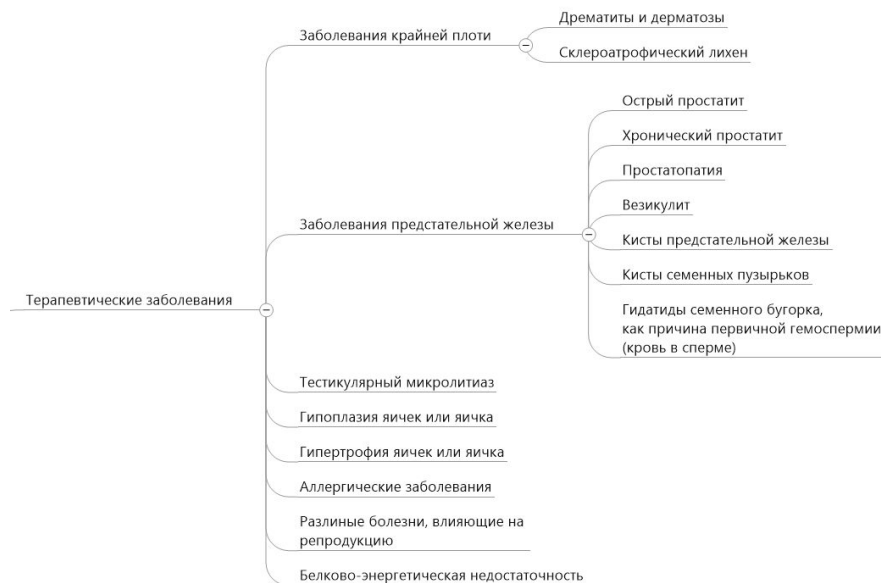 Терапевтические заболевания
Заболевания крайней плоти
Дрематиты и дерматозы
Склероатрофический лихен
Заболевания предстательной железы
Острый простатит
Хронический простатит
Простатопатия
Везикулит
Кисты предстательной железы
Кисты семенных пузырьков
Гидатиды семенного бугорка,
как причина первичной гемоспермии
(кровь в сперме)
Тестикулярный микролитиаз
Гипоплазия яичек или яичка
Гипертрофия яичек или яичка
Аллергические заболевания
Разлиные болезни, влияющие на
репродукцию
Белково-энергетическая недостаточность